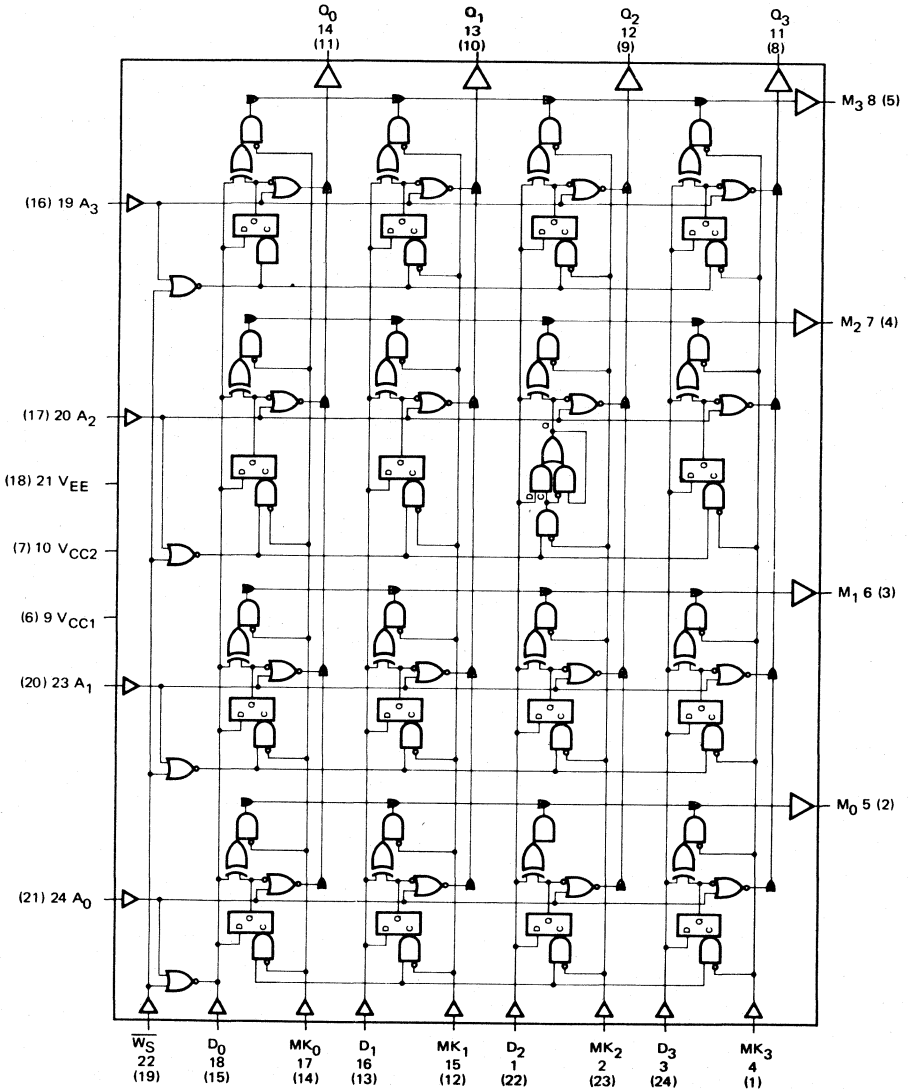 Q0 Q1 Q2 Q3
14 13 12 11
(11) (10) (9) (8)
M3 8 (5)
(16) 19 A3
Q Q Q Q
D C D C D C D C
M2 7 (4)
(17) 20 A2
Q
Q Q Q
D C D C D C D C
(18) 21 VEE
(7) 10 VCC2
M1 6 (3)
(6) 9 VCC1
(20) 23 A1
Q Q Q Q
D C D C D C D C
M0 5 (2)
(21) 24 A0
Q Q Q Q
D C D C D C D C
W̅S̅ D0 MK0 D1 MK1 D2 MK2 D3 MK3
22 18 17 16 15 1 2 3 4
(19) (15) (14) (13) (12) (22) (23) (24) (1)